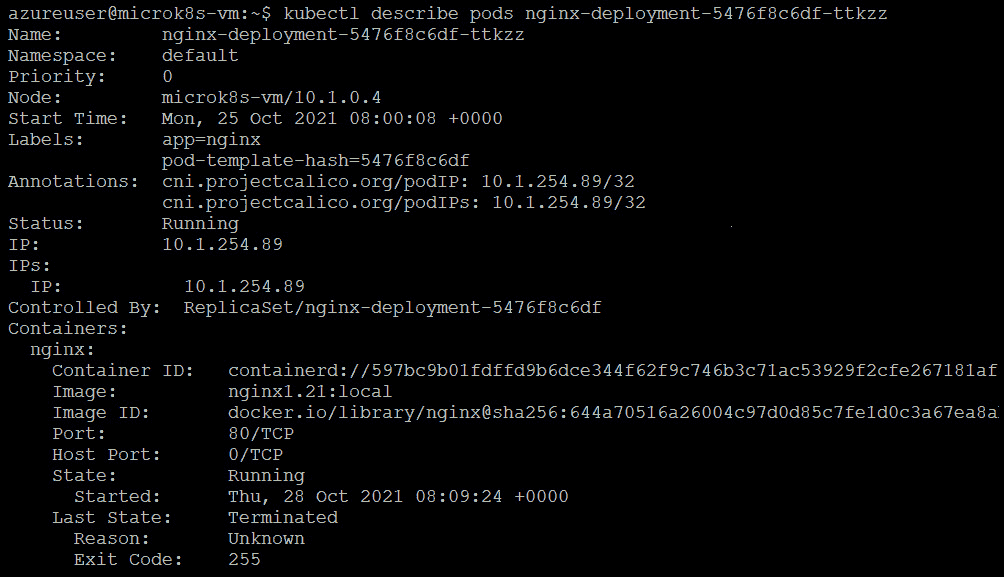 azureuser@microk8s-vm:~$ kubectl describe pods nginx-deployment-5476f8c6df-ttkzz
Name:         nginx-deployment-5476f8c6df-ttkzz
Namespace:    default
Priority:     0
Node:         microk8s-vm/10.1.0.4
Start Time:   Mon, 25 Oct 2021 08:00:08 +0000
Labels:       app=nginx
              pod-template-hash=5476f8c6df
Annotations:  cni.projectcalico.org/podIP: 10.1.254.89/32
              cni.projectcalico.org/podIPs: 10.1.254.89/32
Status:       Running
IP:           10.1.254.89
IPs:
  IP:           10.1.254.89
Controlled By:  ReplicaSet/nginx-deployment-5476f8c6df
Containers:
  nginx:
    Container ID:   containerd://597bc9b01fdffd9b6dce344f62f9c746b3c71ac53929f2cfe267181af
    Image:          nginx1.21:local
    Image ID:       docker.io/library/nginx@sha256:644a70516a26004c97d0d85c7fe1d0c3a67ea8a
    Port:           80/TCP
    Host Port:      0/TCP
    State:          Running
      Started:      Thu, 28 Oct 2021 08:09:24 +0000
    Last State:     Terminated
      Reason:       Unknown
      Exit Code:    255